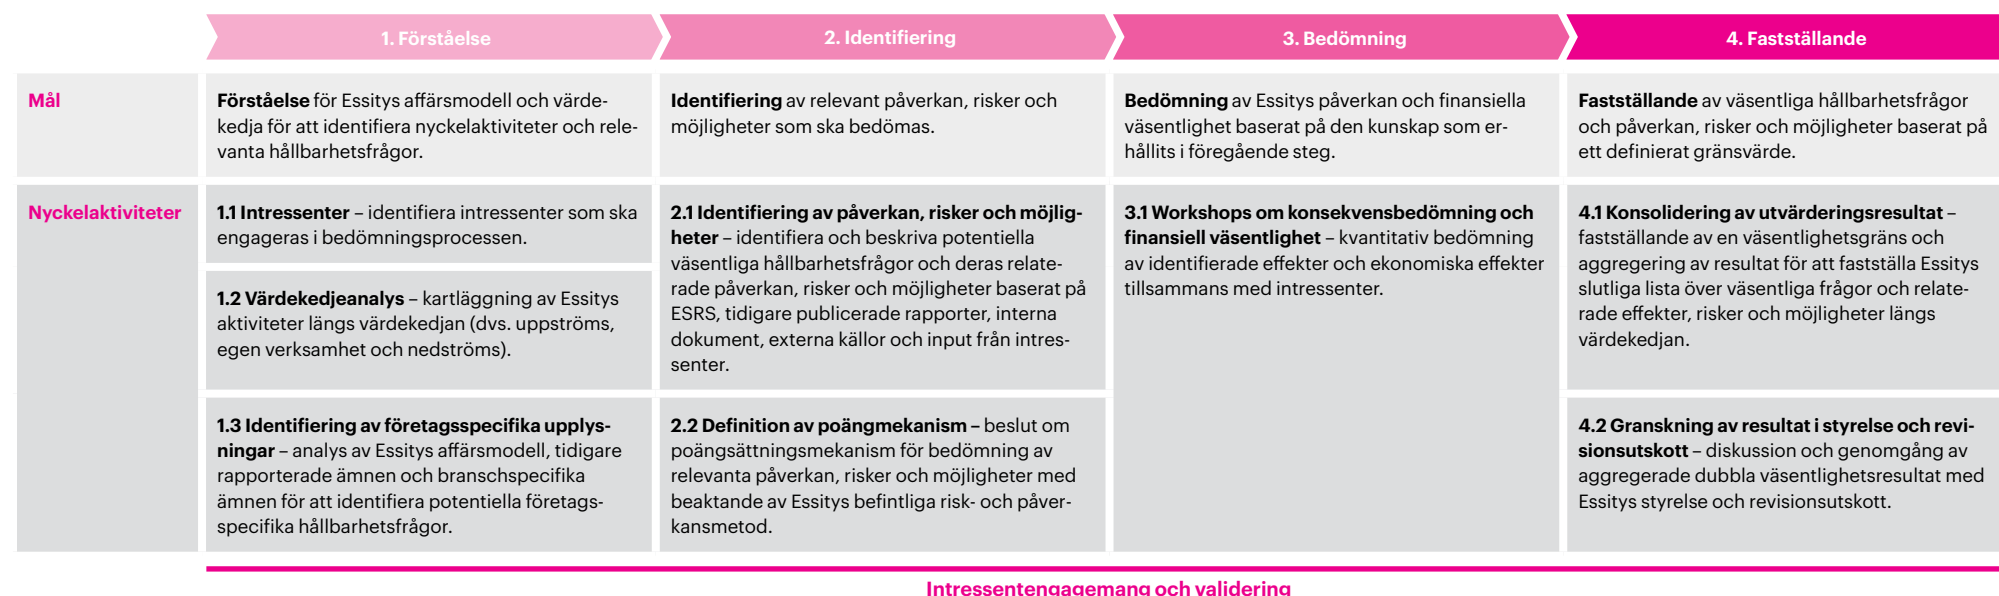 1. Förståelse
2. Identifiering
3. Bedömning
4. Fastställande
Mål
Förståelse för Essitys affärsmodell och värde-
kedja för att identifiera nyckelaktiviteter och rele-
vanta hållbarhetsfrågor.
Identifiering av relevant påverkan, risker och
möjligheter som ska bedömas.
Bedömning av Essitys påverkan och finansiella
väsentlighet baserat på den kunskap som er-
hållits i föregående steg.
Fastställande av väsentliga hållbarhetsfrågor
och påverkan, risker och möjligheter baserat på
ett definierat gränsvärde.
Nyckelaktiviteter
1.1 Intressenter – identifiera intressenter som ska
engageras i bedömningsprocessen.
1.2 Värdekedjeanalys – kartläggning av Essitys
aktiviteter längs värdekedjan (dvs. uppströms,
egen verksamhet och nedströms).
1.3 Identifiering av företagsspecifika upplys-
ningar – analys av Essitys affärsmodell, tidigare
rapporterade ämnen och branschspecifika
ämnen för att identifiera potentiella företags-
specifika hållbarhetsfrågor.
2.1 Identifiering av påverkan, risker och möjlig-
heter – identifiera och beskriva potentiella
väsentliga hållbarhetsfrågor och deras relate-
rade påverkan, risker och möjligheter baserat på
ESRS, tidigare publicerade rapporter, interna
dokument, externa källor och input från intres-
senter.
2.2 Definition av poängmekanism – beslut om
poängsättningsmekanism för bedömning av
relevanta påverkan, risker och möjligheter med
beaktande av Essitys befintliga risk- och påver-
kansmetod.
3.1 Workshops om konsekvensbedömning och
finansiell väsentlighet – kvantitativ bedömning
av identifierade effekter och ekonomiska effekter
tillsammans med intressenter.
4.1 Konsolidering av utvärderingsresultat –
fastställande av en väsentlighetsgräns och
aggregering av resultat för att fastställa Essitys
slutliga lista över väsentliga frågor och relate-
rade effekter, risker och möjligheter längs
värdekedjan.
4.2 Granskning av resultat i styrelse och revi-
sionsutskott – diskussion och genomgång av
aggregerade dubbla väsentlighetsresultat med
Essitys styrelse och revisionsutskott.
Intressentengagemang och validering